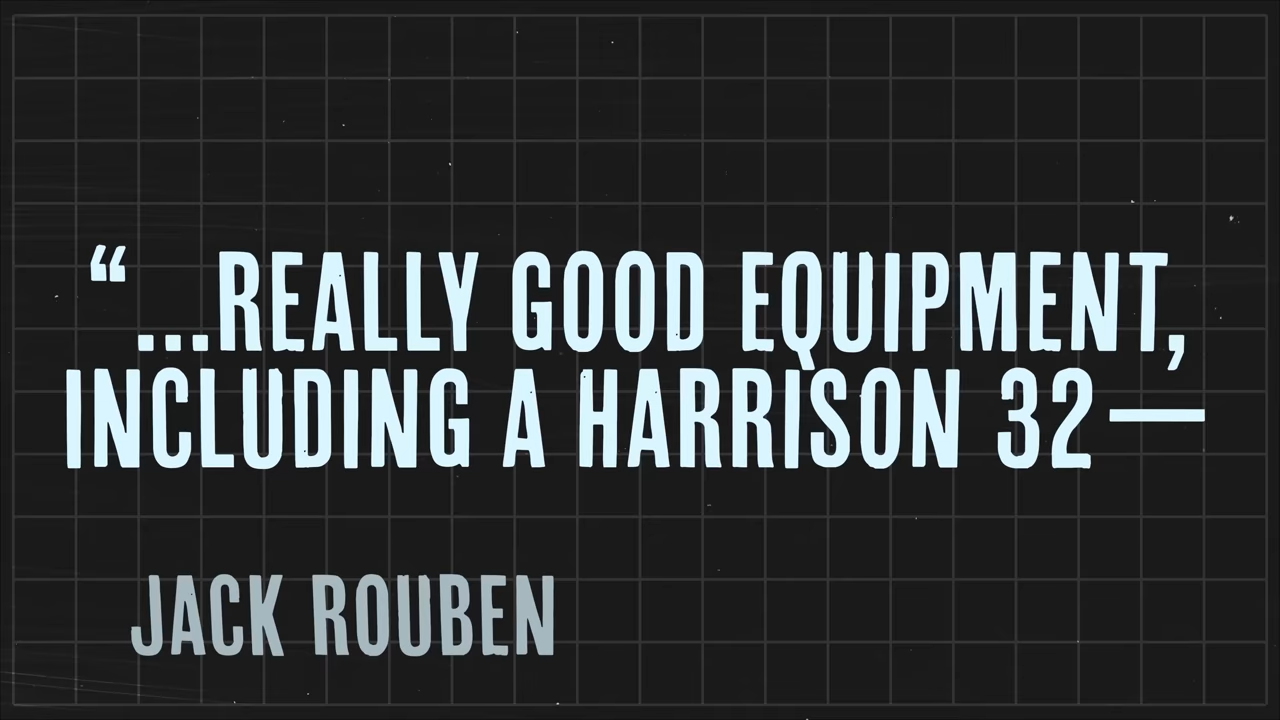 “...REALLY GOOD EQUIPMENT,
INCLUDING A HARRISON 32—
JACK ROUBEN